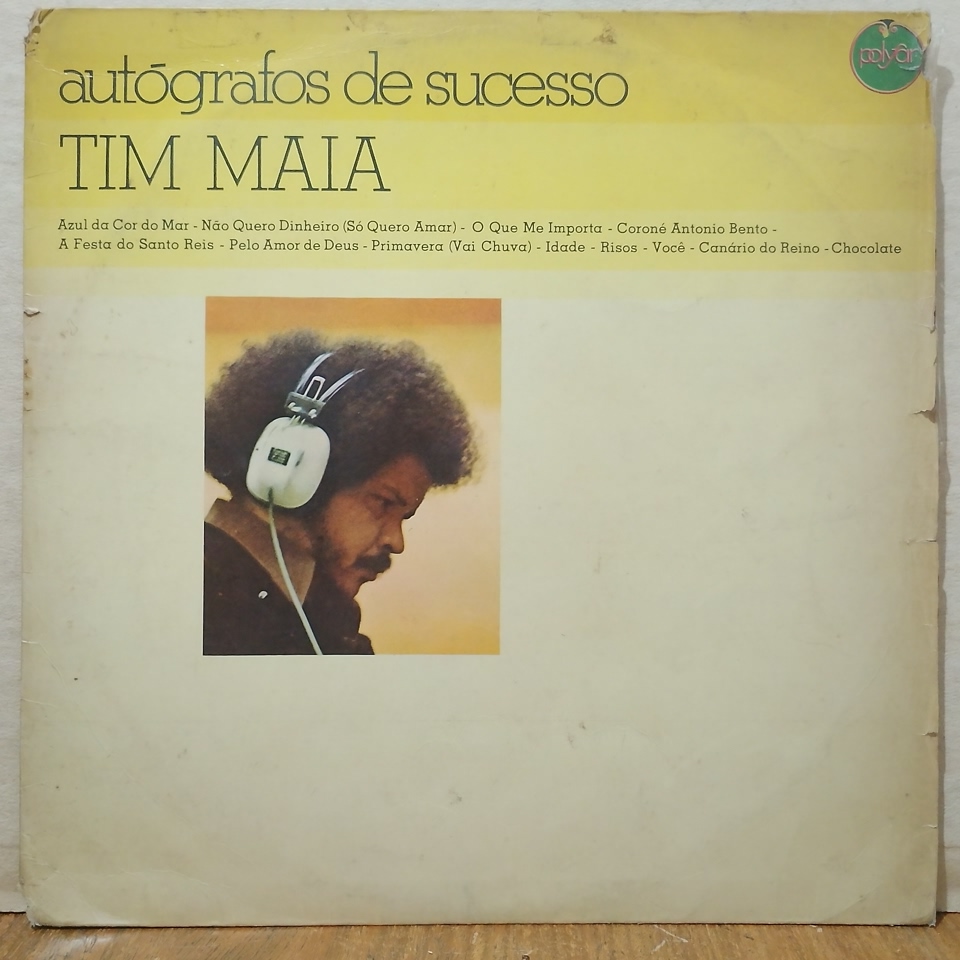 autógrafos de sucesso
polyfar
TIM MAIA
Azul da Cor do Mar - Não Quero Dinheiro (Só Quero Amar) - O Que Me Importa - Coroné Antonio Bento -
A Festa do Santo Reis - Pelo Amor de Deus - Primavera (Vai Chuva) - Idade - Risos - Você - Canário do Reino - Chocolate